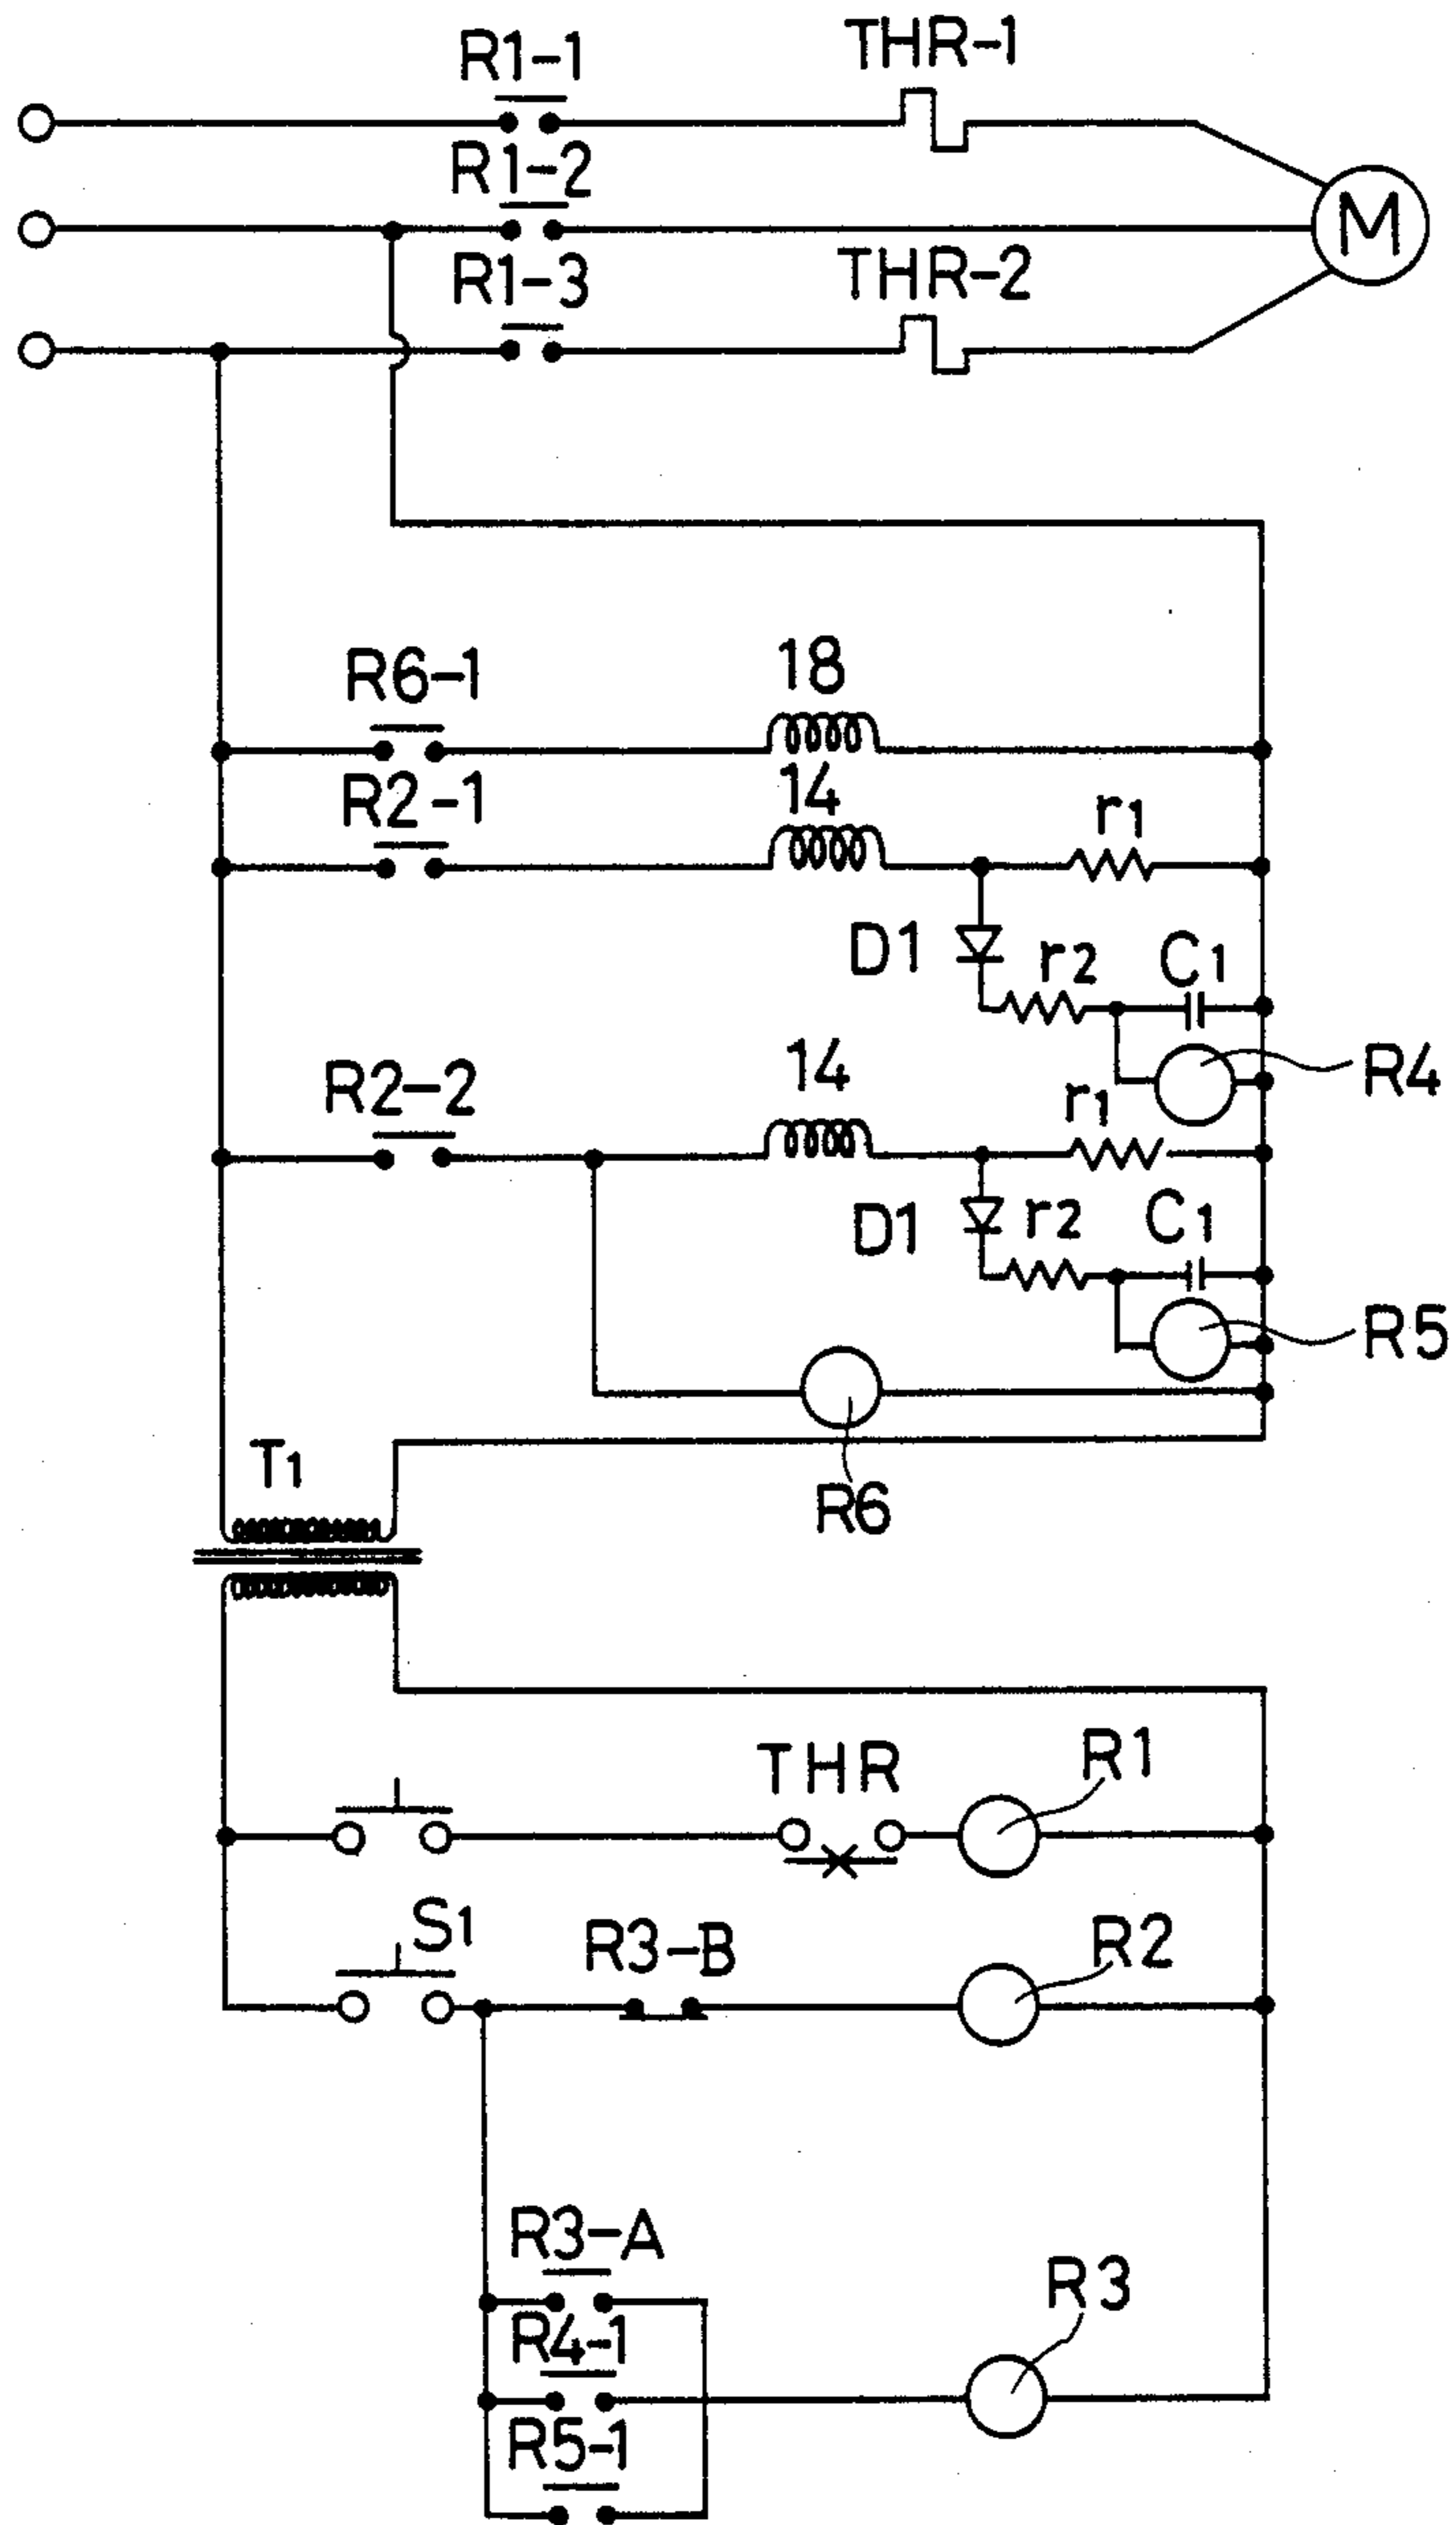 R1-1
THR-1
R1-2
M
R1-3
THR-2
R6-1
18
R2-1
14
r1
D1
r2
C1
R4
R2-2
14
r1
D1
r2
C1
R5
T1
R6
THR
R1
S1
R3-B
R2
R3-A
R4-1
R3
R5-1